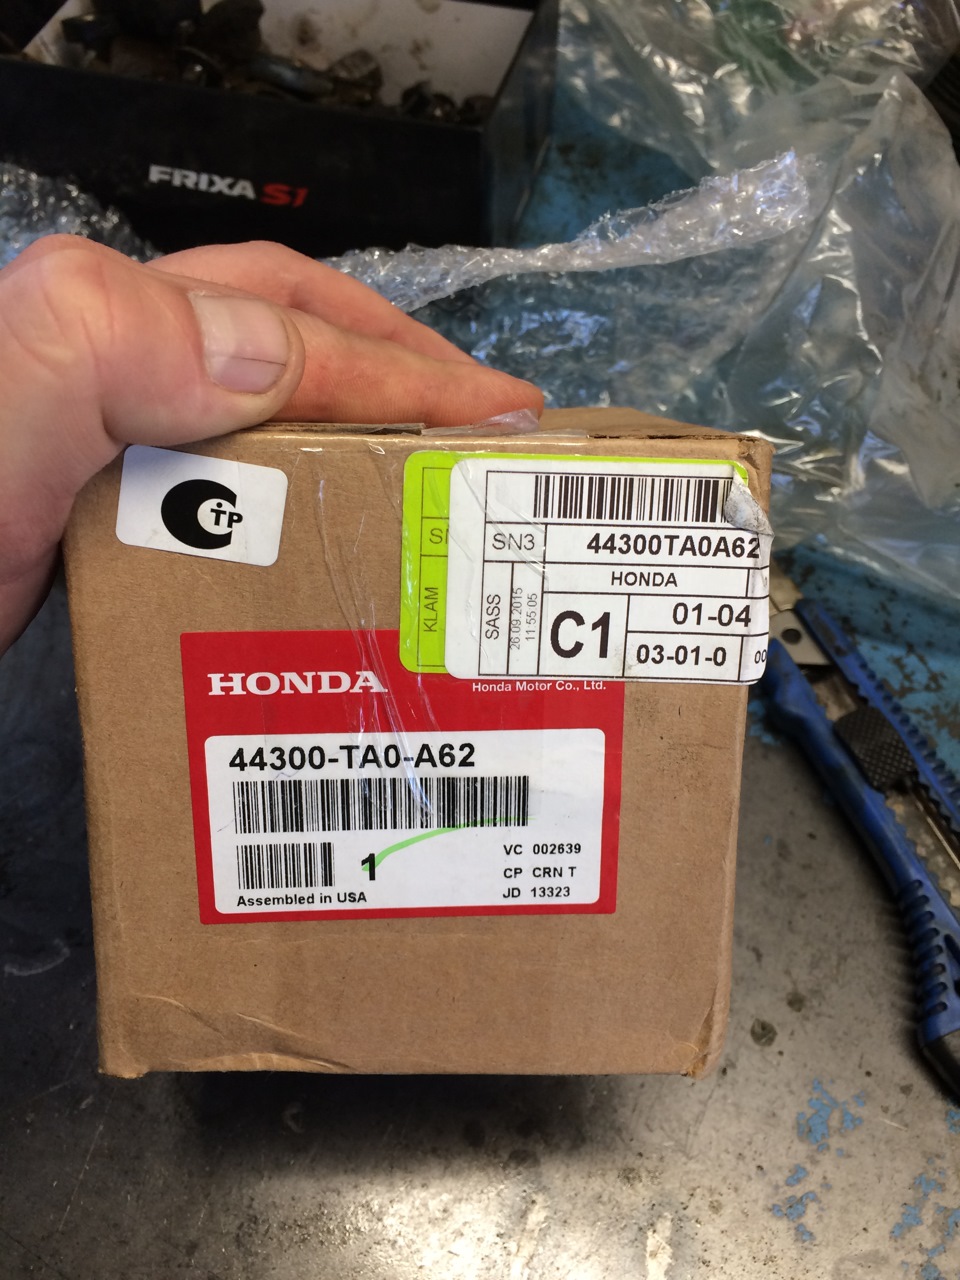 FRIXA S1
СТР
SN3
44300TA0A62
HONDA
KLAM
SASS
26.09.2015
11:55:05
C1
01-04
03-01-0
HONDA
Honda Motor Co., Ltd.
44300-TA0-A62
1
VC 002639
CP CRN T
JD 13323
Assembled in USA